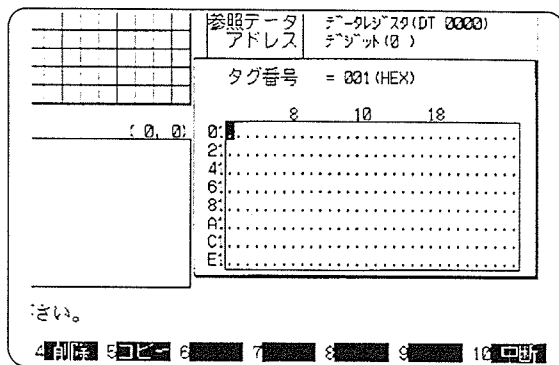 参照データ データレジスタ(DT 0000)
アドレス デジット(0 )
タグ番号 = 001(HEX)
8 10 18
( 0, 0)
0:
2:
4:
6:
8:
A:
C:
E:
さい。
4削除 5コピー 6 7 8 9 10中断